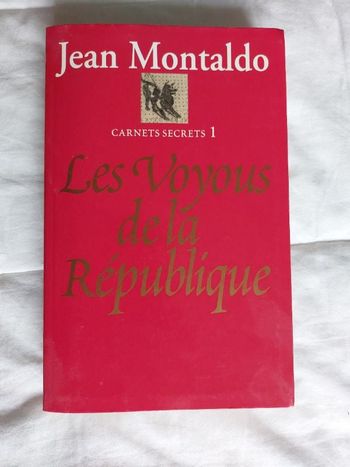 Jean Montaldo
CARNETS SECRETS 1
Les Voyous
de la
République